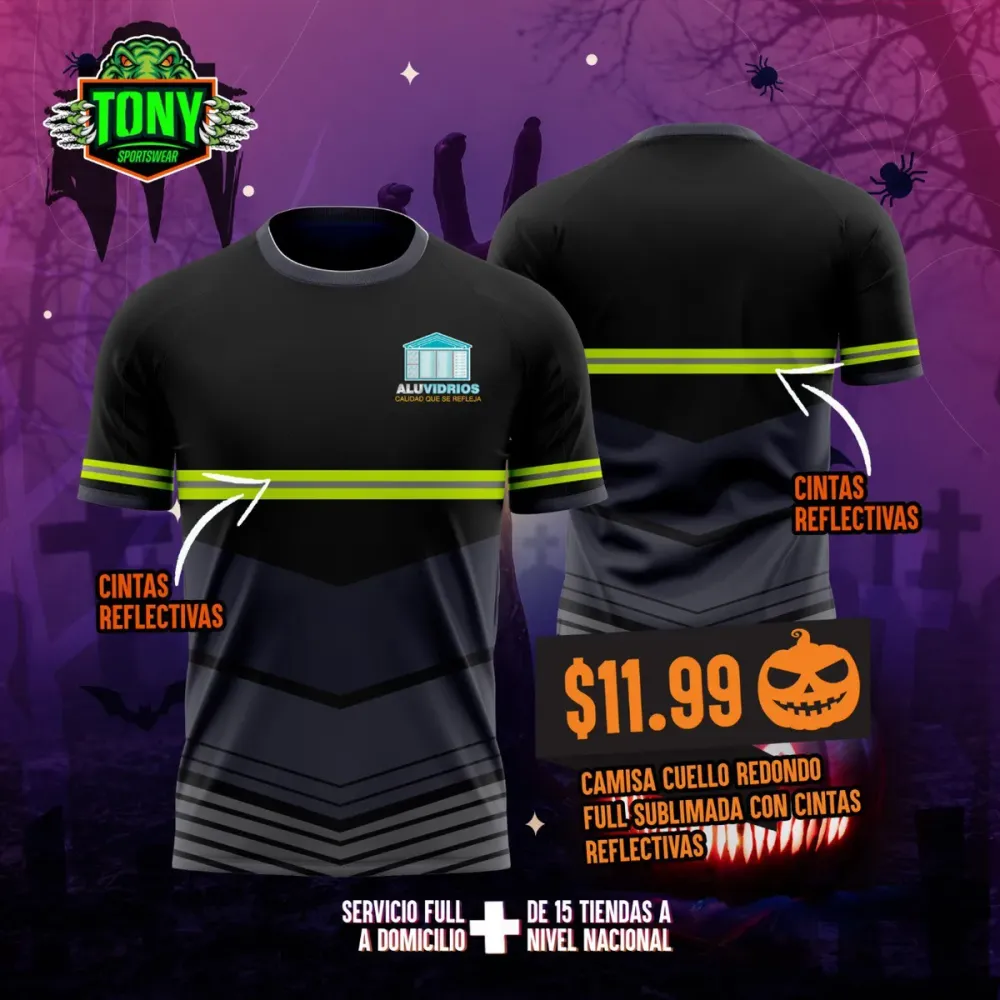 TONY
SPORTSWEAR
ALUVIDRIOS
CALIDAD QUE SE REFLEJA
CINTAS
REFLECTIVAS
CINTAS
REFLECTIVAS
$11.99
CAMISA CUELLO REDONDO
FULL SUBLIMADA CON CINTAS
REFLECTIVAS
SERVICIO FULL
A DOMICILIO
+
DE 15 TIENDAS A
NIVEL NACIONAL